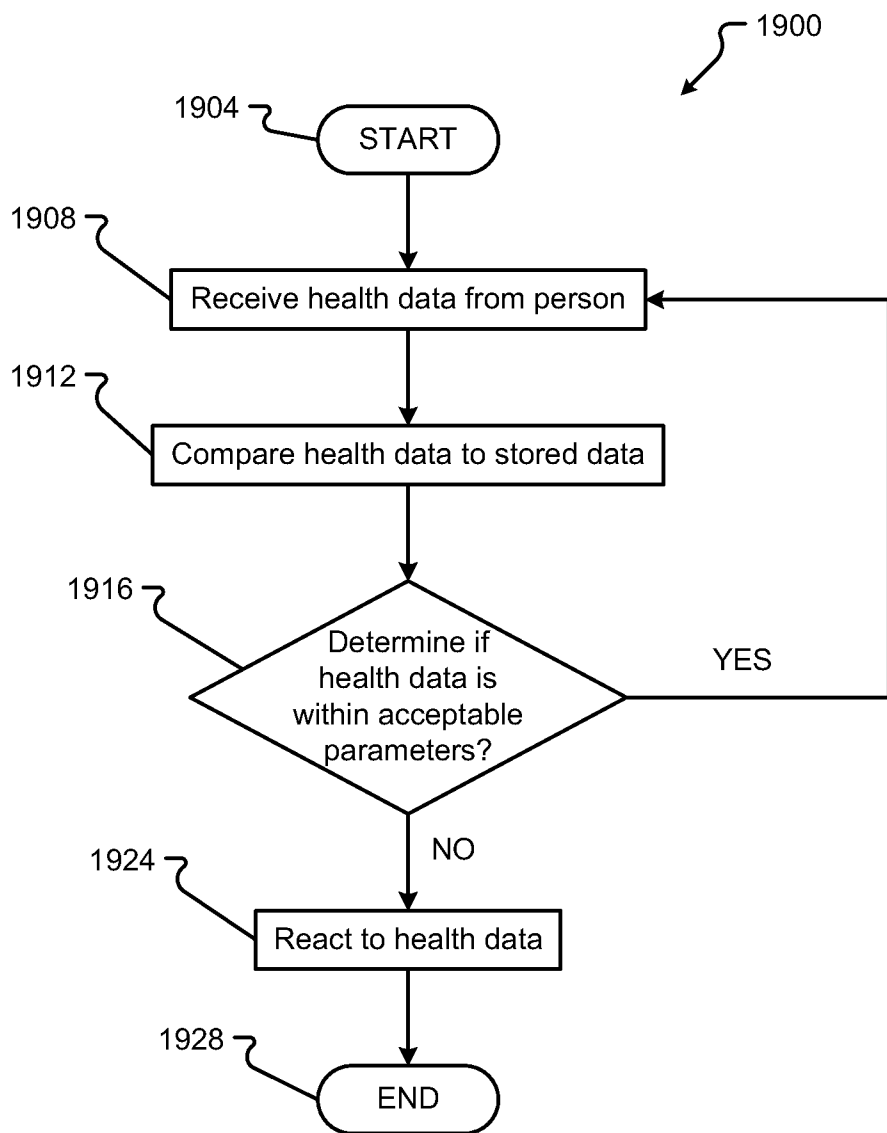 1900
1904
START
1908
Receive health data from person
1912
Compare health data to stored data
1916
Determine if
health data is
within acceptable
parameters?
YES
NO
1924
React to health data
1928
END